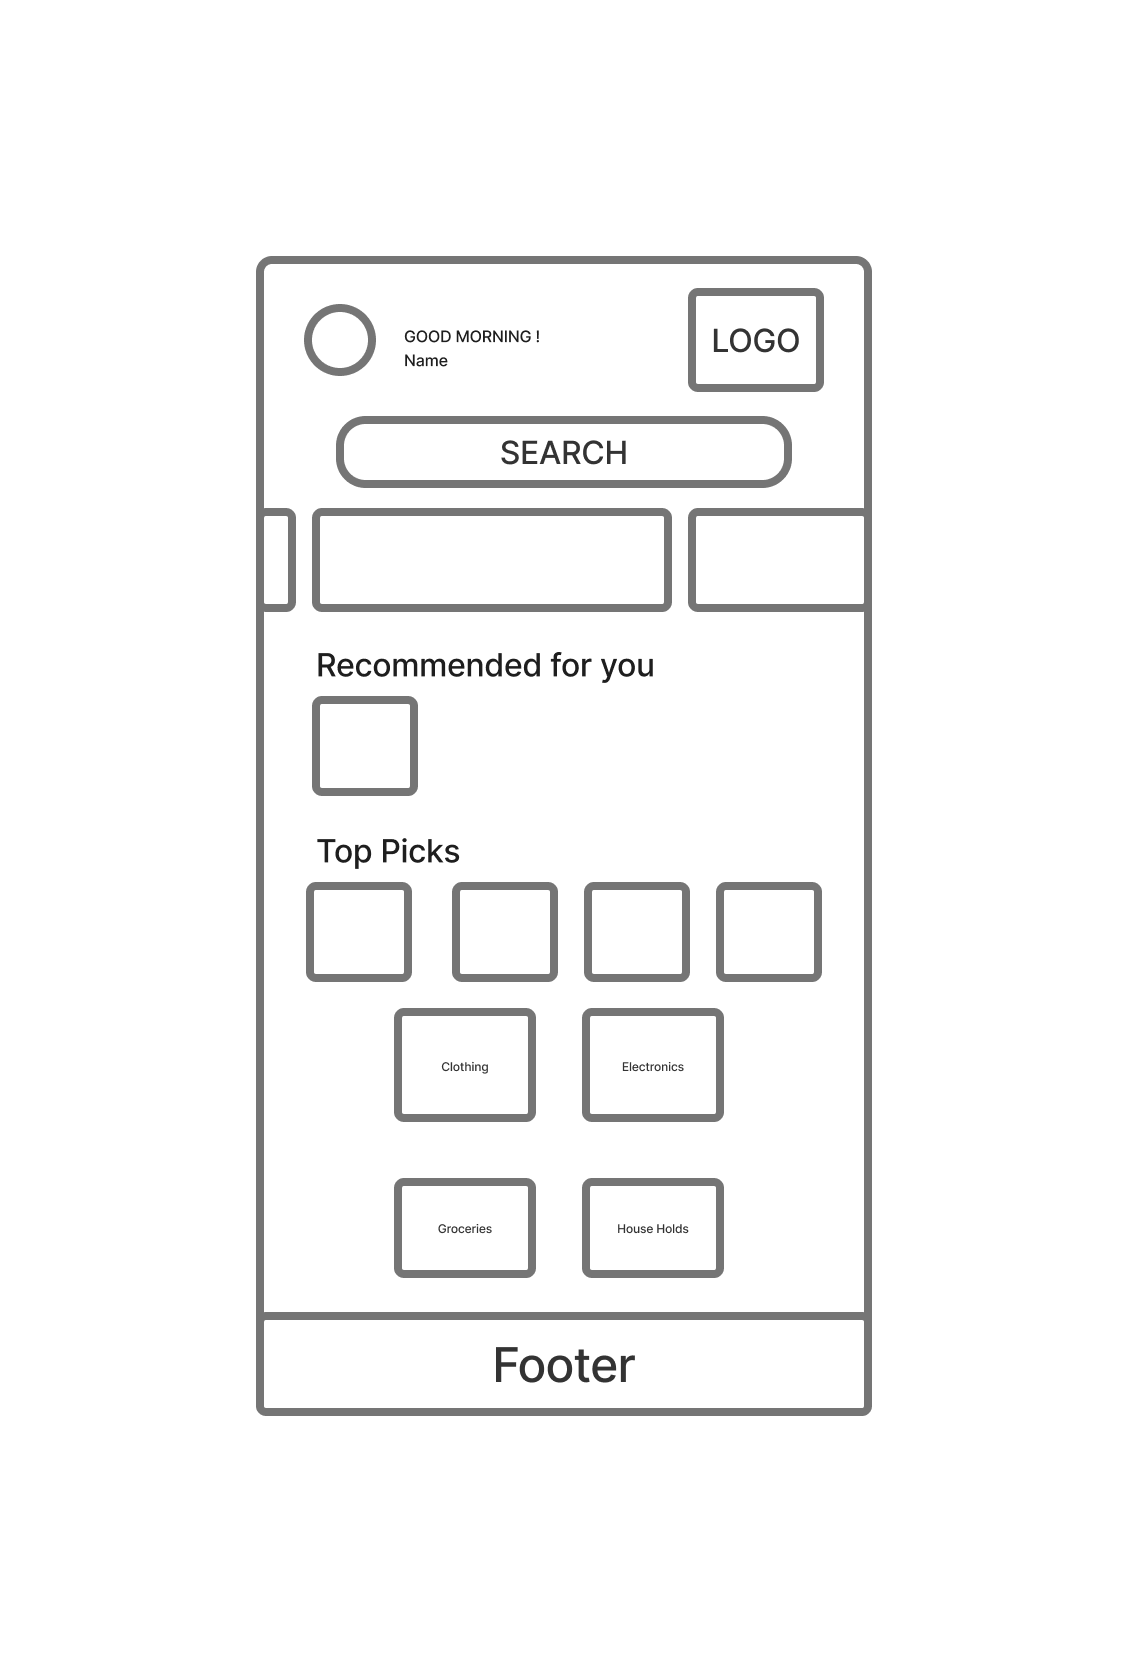 GOOD MORNING !
Name
LOGO
SEARCH
Recommended for you
Top Picks
Clothing
Electronics
Groceries
House Holds
Footer